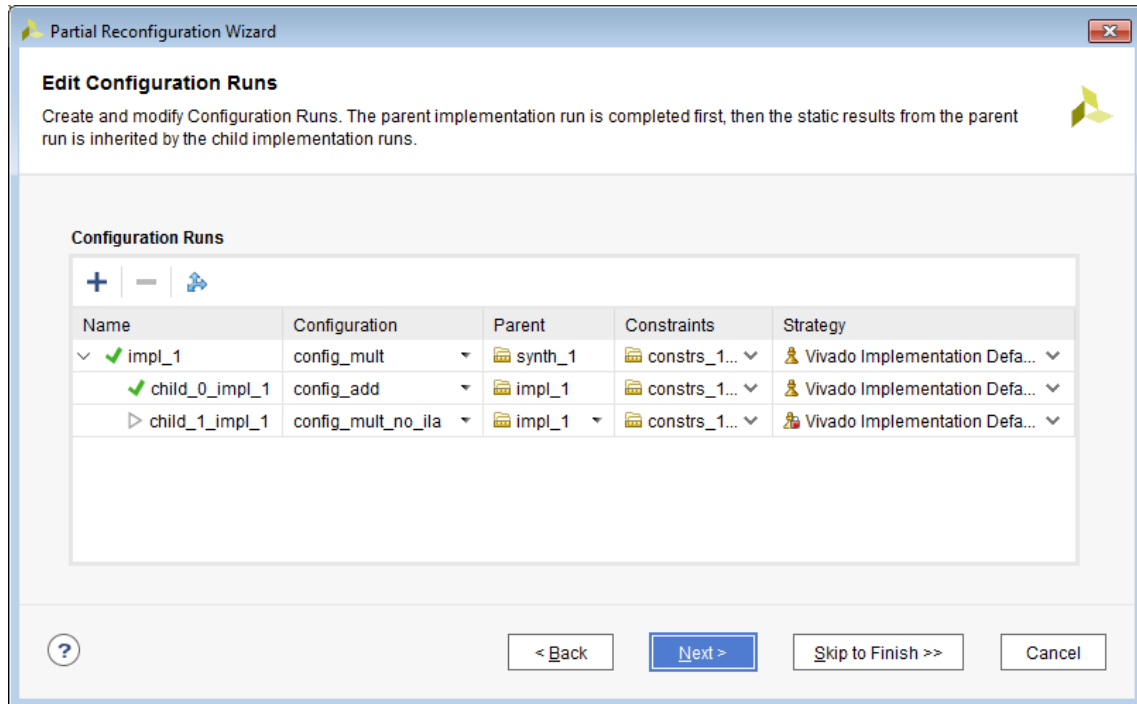 Partial Reconfiguration Wizard
Edit Configuration Runs
Create and modify Configuration Runs. The parent implementation run is completed first, then the static results from the parent
run is inherited by the child implementation runs.
Configuration Runs
Name Configuration Parent Constraints Strategy
impl_1 config_mult synth_1 constrs_1... Vivado Implementation Defa...
child_0_impl_1 config_add impl_1 constrs_1... Vivado Implementation Defa...
child_1_impl_1 config_mult_no_ila impl_1 constrs_1... Vivado Implementation Defa...
? < Back Next > Skip to Finish >> Cancel